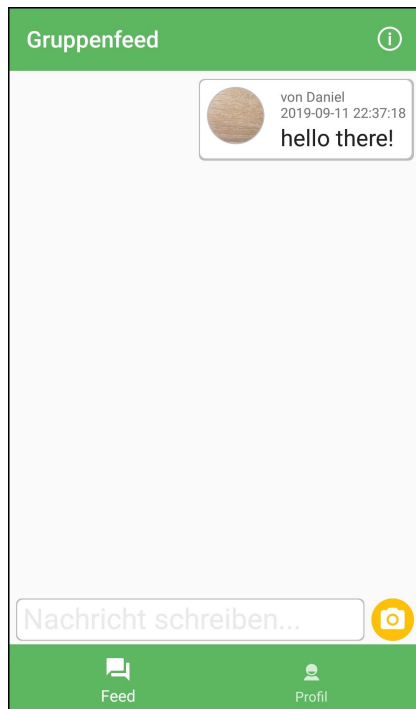 Gruppenfeed
von Daniel
2019-09-11 22:37:18
hello there!
Nachricht schreiben...
Feed
Profil